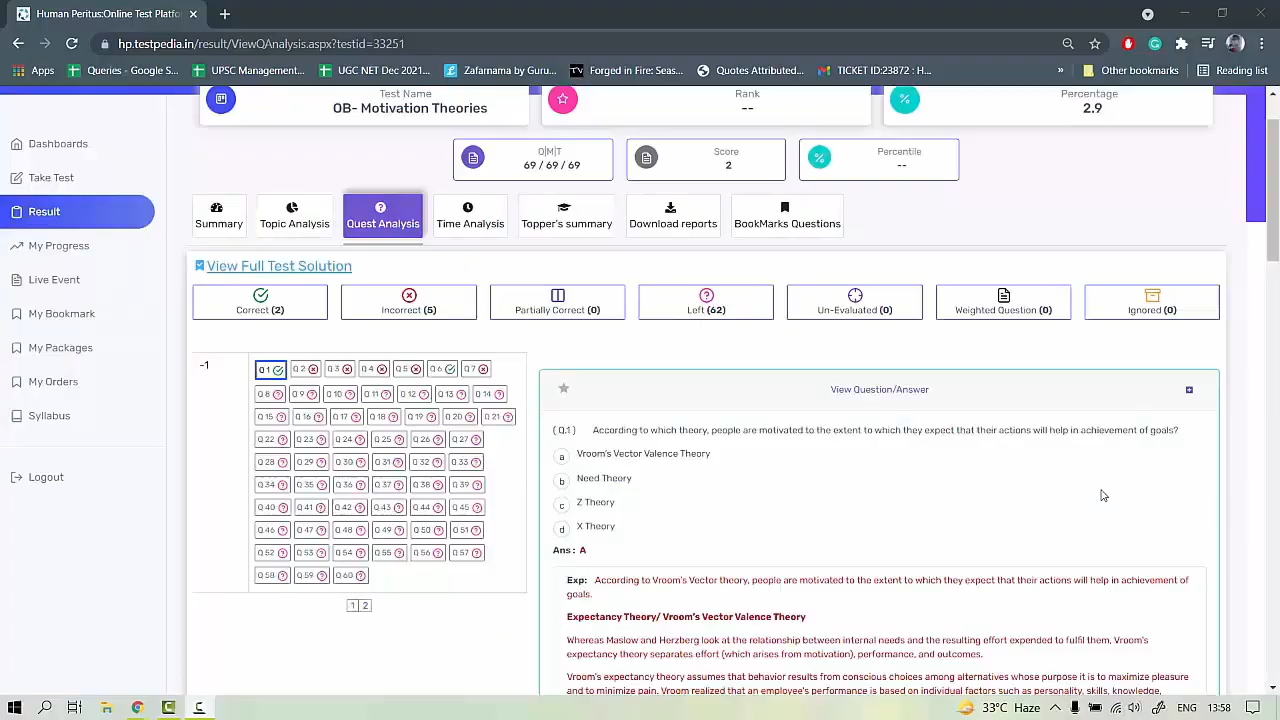 Human Peritus:Online Test Platfo
hp.testpedia.in/result/ViewQAnalysis.aspx?testid=33251
Apps
Queries - Google S...
UPSC Management...
UGC NET Dec 2021...
Zafarnama by Guru...
Forged in Fire: Seas...
Quotes Attributed...
TICKET ID:23872 : H...
»
Other bookmarks
Reading list
Test Name
OB- Motivation Theories
Rank
--
Percentage
2.9
Q|M|T
69 / 69 / 69
Score
2
Percentile
--
Dashboards
Take Test
Result
My Progress
Live Event
My Bookmark
My Packages
My Orders
Syllabus
Logout
Summary
Topic Analysis
Quest Analysis
Time Analysis
Topper's summary
Download reports
BookMarks Questions
View Full Test Solution
Correct (2)
Incorrect (5)
Partially Correct (0)
Left (62)
Un-Evaluated (0)
Weighted Question (0)
Ignored (0)
-1
Q 1 Q 2 Q 3 Q 4 Q 5 Q 6 Q 7
Q 8 Q 9 Q 10 Q 11 Q 12 Q 13 Q 14
Q 15 Q 16 Q 17 Q 18 Q 19 Q 20 Q 21
Q 22 Q 23 Q 24 Q 25 Q 26 Q 27
Q 28 Q 29 Q 30 Q 31 Q 32 Q 33
Q 34 Q 35 Q 36 Q 37 Q 38 Q 39
Q 40 Q 41 Q 42 Q 43 Q 44 Q 45
Q 46 Q 47 Q 48 Q 49 Q 50 Q 51
Q 52 Q 53 Q 54 Q 55 Q 56 Q 57
Q 58 Q 59 Q 60
1 2
View Question/Answer
( Q.1 ) According to which theory, people are motivated to the extent to which they expect that their actions will help in achievement of goals?
a Vroom's Vector Valence Theory
b Need Theory
c Z Theory
d X Theory
Ans : A
Exp: According to Vroom's Vector theory, people are motivated to the extent to which they expect that their actions will help in achievement of
goals.
Expectancy Theory/ Vroom's Vector Valence Theory
Whereas Maslow and Herzberg look at the relationship between internal needs and the resulting effort expended to fulfil them, Vroom's
expectancy theory separates effort (which arises from motivation), performance, and outcomes.
Vroom's expectancy theory assumes that behavior results from conscious choices among alternatives whose purpose it is to maximize pleasure
and to minimize pain. Vroom realized that an employee's performance is based on individual factors such as personality, skills, knowledge,
33°C Haze
ENG
13:58